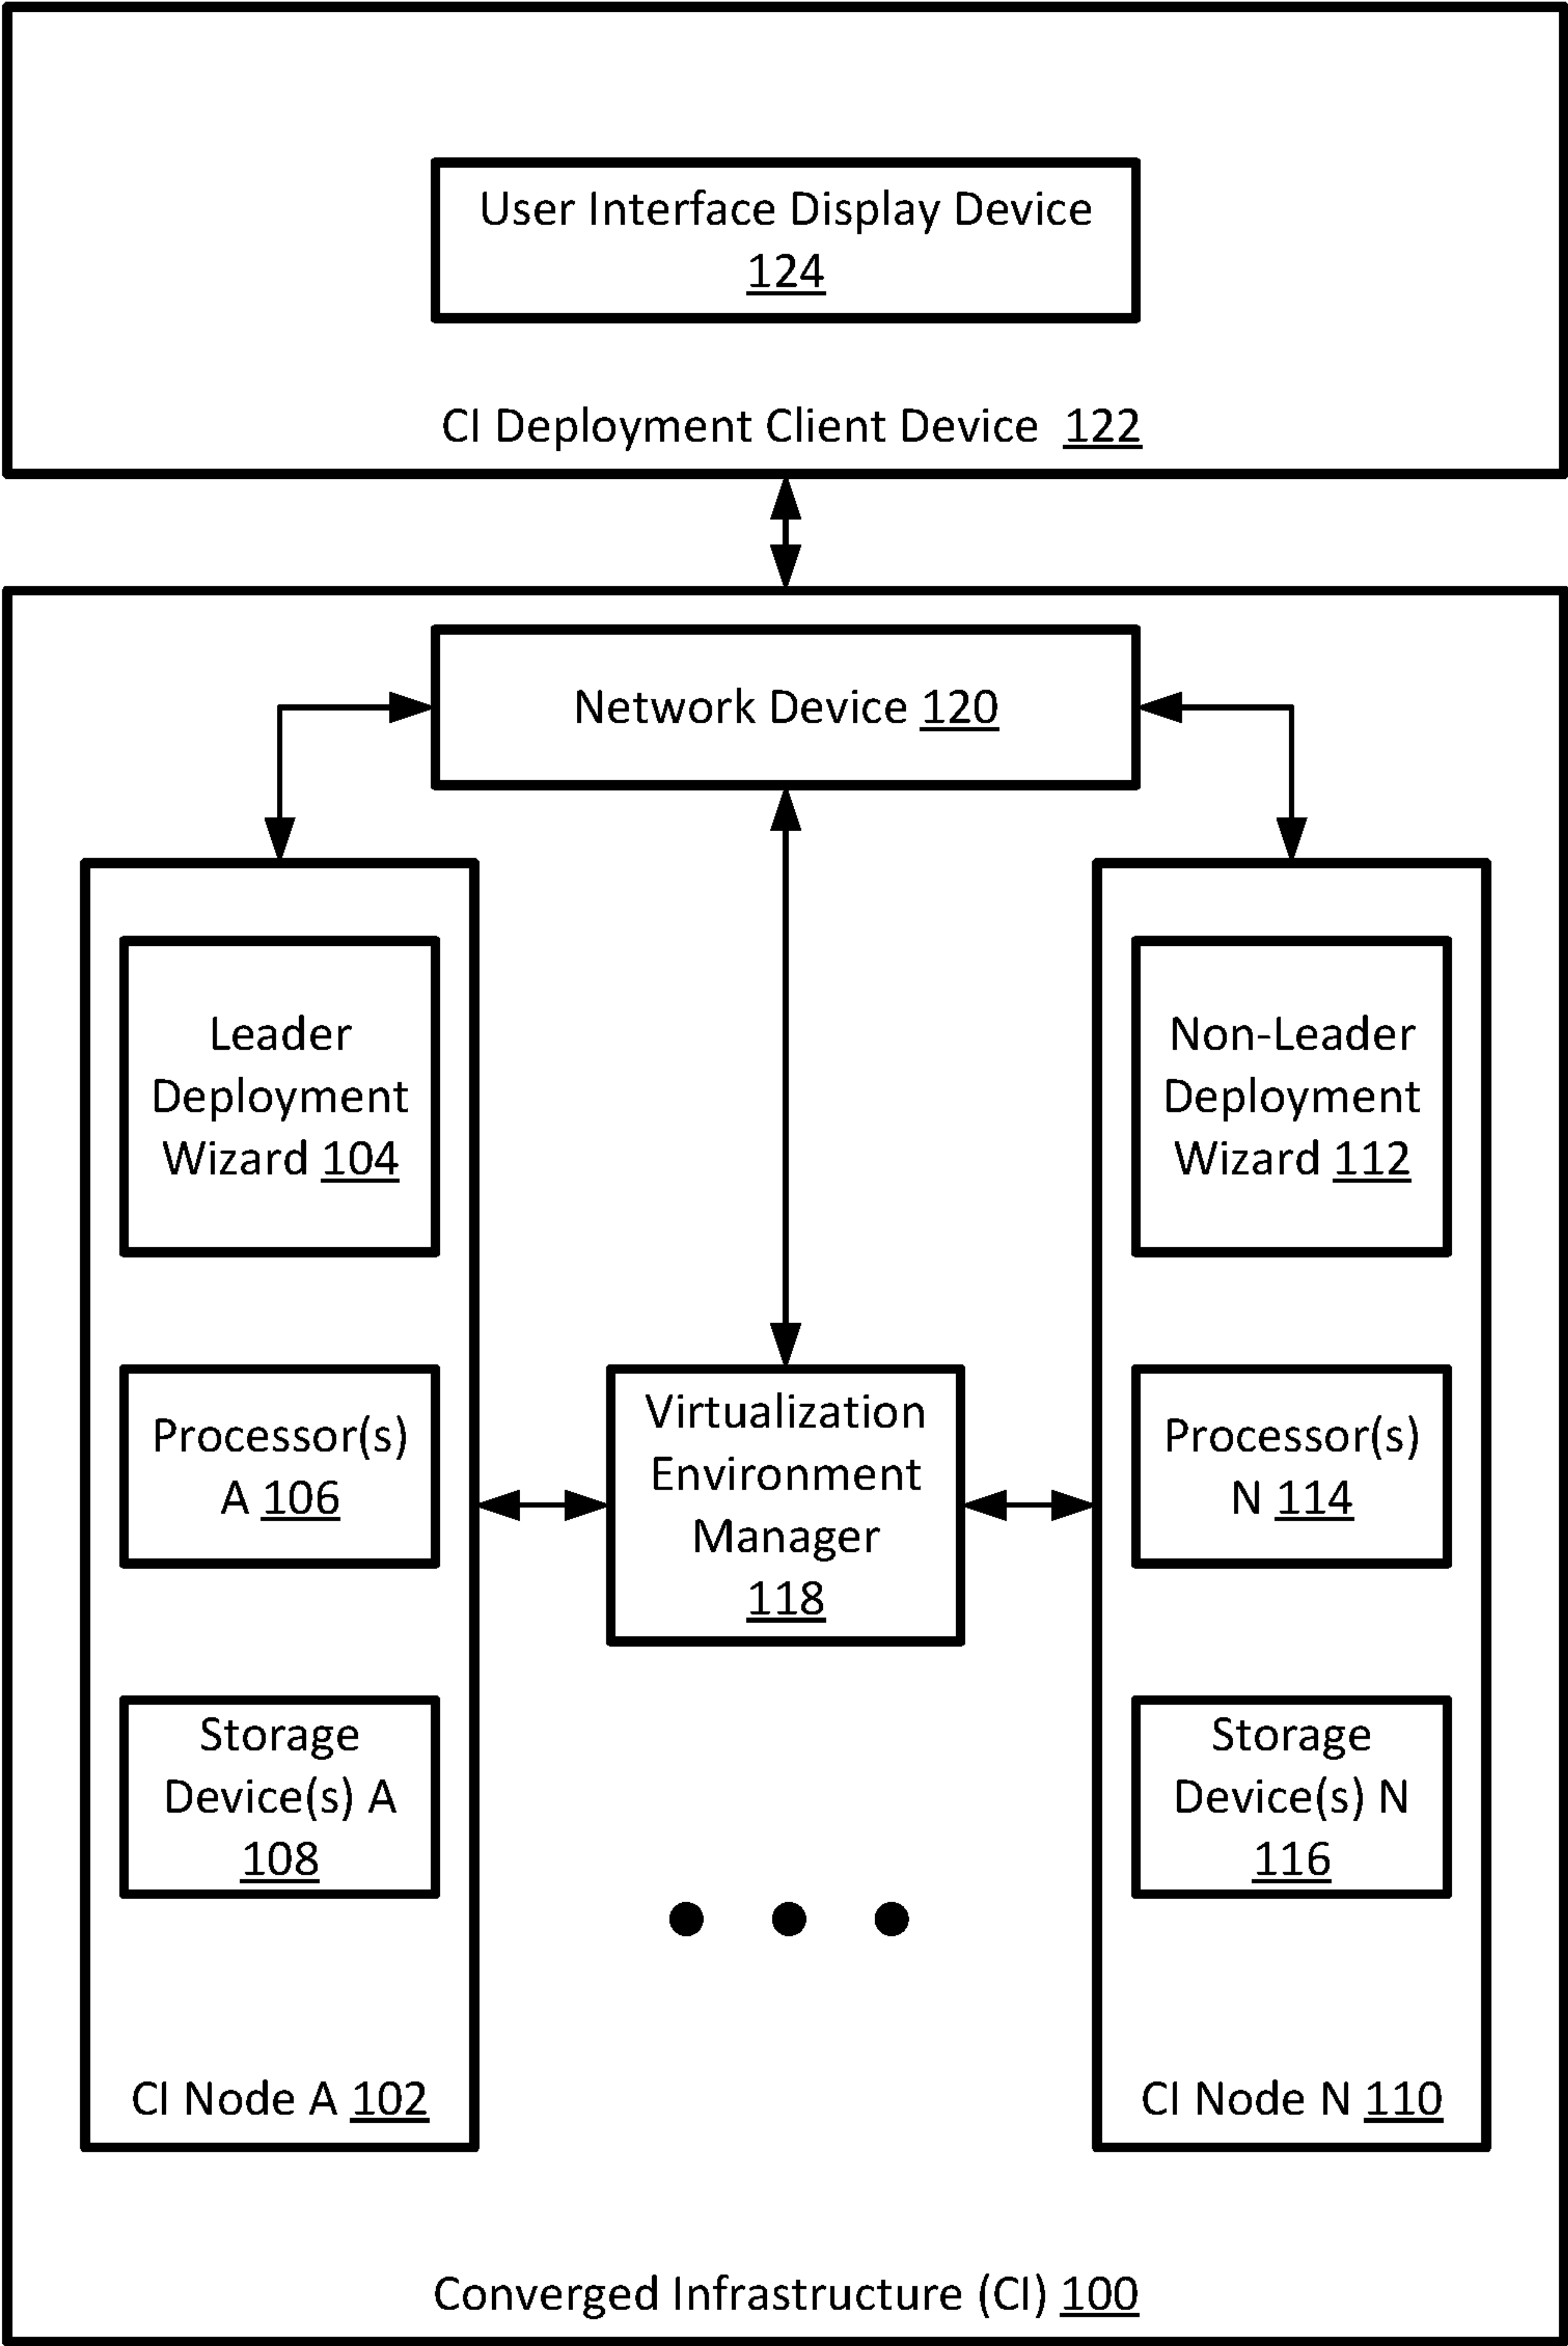 User Interface Display Device
124
CI Deployment Client Device 122
Network Device 120
Leader
Deployment
Wizard 104
Non-Leader
Deployment
Wizard 112
Processor(s)
A 106
Virtualization
Environment
Manager
118
Processor(s)
N 114
Storage
Device(s) A
108
Storage
Device(s) N
116
CI Node A 102
CI Node N 110
Converged Infrastructure (CI) 100